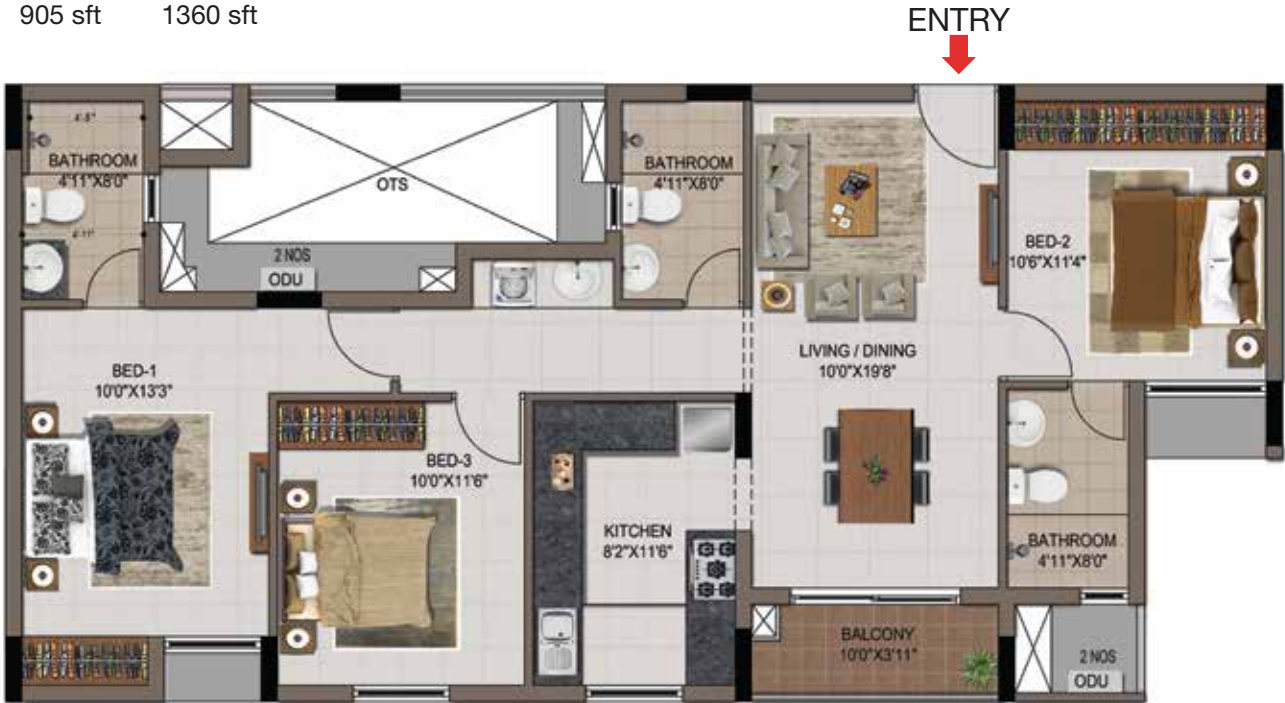 905 sft 1360 sft
ENTRY
4'-5"
BATHROOM
4'11"X8'0"
4'-11"
OTS
2 NOS
ODU
BATHROOM
4'11"X8'0"
BED-2
10'6"X11'4"
BED-1
10'0"X13'3"
LIVING / DINING
10'0"X19'8"
BED-3
10'0"X11'6"
KITCHEN
8'2"X11'6"
BATHROOM
4'11"X8'0"
BALCONY
10'0"X3'11"
2 NOS
ODU